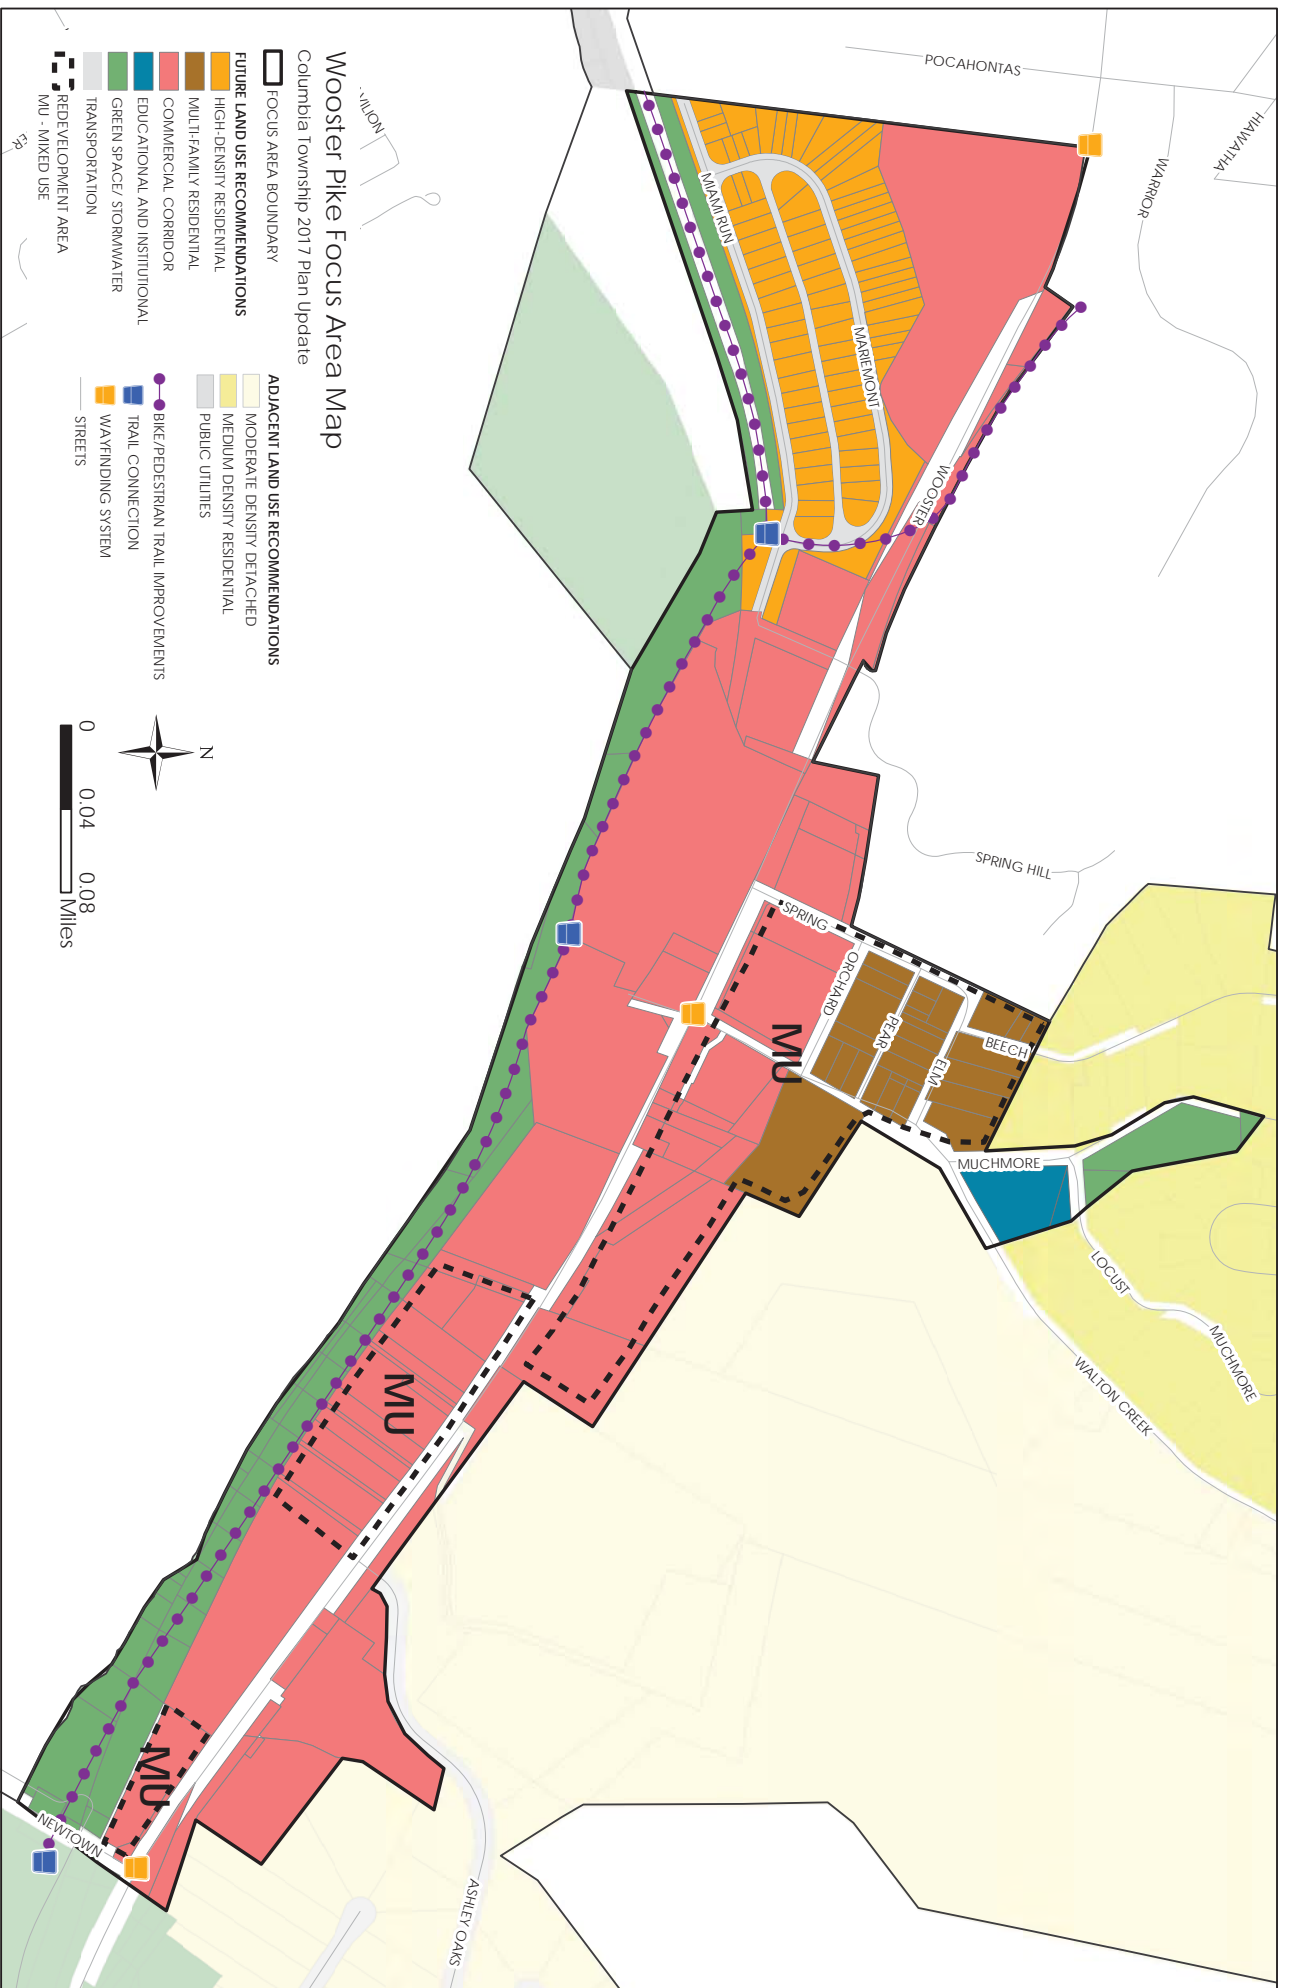 Wooster Pike Focus Area Map
Columbia Township 2017 Plan Update
FOCUS AREA BOUNDARY
FUTURE LAND USE RECOMMENDATIONS
HIGH-DENSITY RESIDENTIAL
MULTI-FAMILY RESIDENTIAL
COMMERCIAL CORRIDOR
EDUCATIONAL AND INSTITUTIONAL
GREEN SPACE/ STORMWATER
TRANSPORTATION
REDEVELOPMENT AREA
MU - MIXED USE
ADJACENT LAND USE RECOMMENDATIONS
MODERATE DENSITY DETACHED
MEDIUM DENSITY RESIDENTIAL
PUBLIC UTILITIES
BIKE/PEDESTRIAN TRAIL IMPROVEMENTS
TRAIL CONNECTION
WAYFINDING SYSTEM
STREETS
N
0 0.04 0.08
Miles
POCAHONTAS
HIAWATHA
WARRIOR
MIAMI RUN
MARIEMONT
WOOSTER
SPRING HILL
SPRING
ORCHARD
PEAR
ELM
BEECH
MU
MUCHMORE
LOCUST
MUCHMORE
WALTON CREEK
MU
MU
NEWTOWN
ASHLEY OAKS
VILION
ER